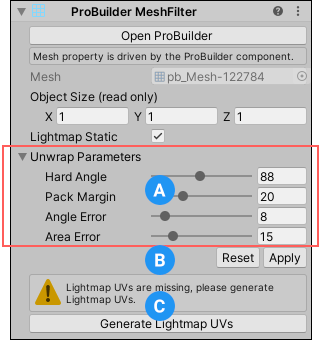 ProBuilder MeshFilter
Open ProBuilder
Mesh property is driven by the ProBuilder component.
Mesh pb_Mesh-122784
Object Size (read only)
X 1 Y 1 Z 1
Lightmap Static
Unwrap Parameters
Hard Angle 88
A
Pack Margin 20
Angle Error 8
Area Error 15
B
Reset Apply
Lightmap UVs are missing, please generate
Lightmap UVs.
C
Generate Lightmap UVs